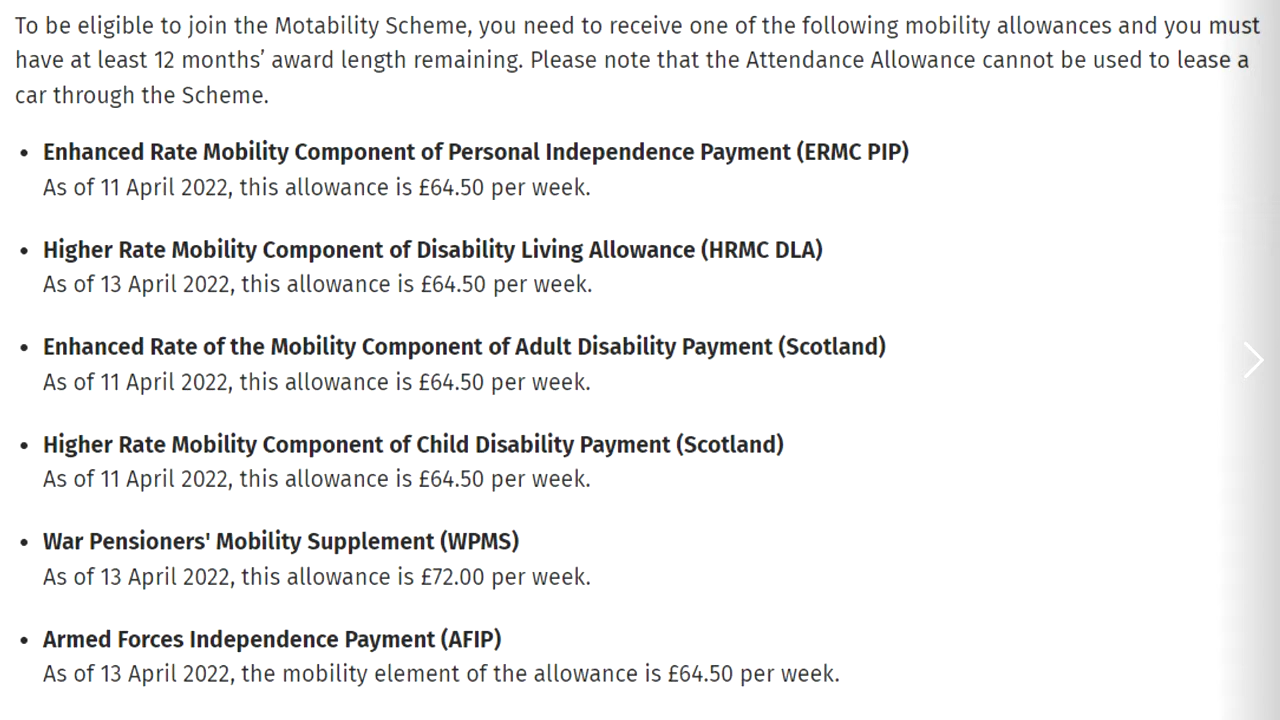 To be eligible to join the Motability Scheme, you need to receive one of the following mobility allowances and you must
have at least 12 months’ award length remaining. Please note that the Attendance Allowance cannot be used to lease a
car through the Scheme.
• Enhanced Rate Mobility Component of Personal Independence Payment (ERMC PIP)
As of 11 April 2022, this allowance is £64.50 per week.
• Higher Rate Mobility Component of Disability Living Allowance (HRMC DLA)
As of 13 April 2022, this allowance is £64.50 per week.
• Enhanced Rate of the Mobility Component of Adult Disability Payment (Scotland)
As of 11 April 2022, this allowance is £64.50 per week.
• Higher Rate Mobility Component of Child Disability Payment (Scotland)
As of 11 April 2022, this allowance is £64.50 per week.
• War Pensioners' Mobility Supplement (WPMS)
As of 13 April 2022, this allowance is £72.00 per week.
• Armed Forces Independence Payment (AFIP)
As of 13 April 2022, the mobility element of the allowance is £64.50 per week.